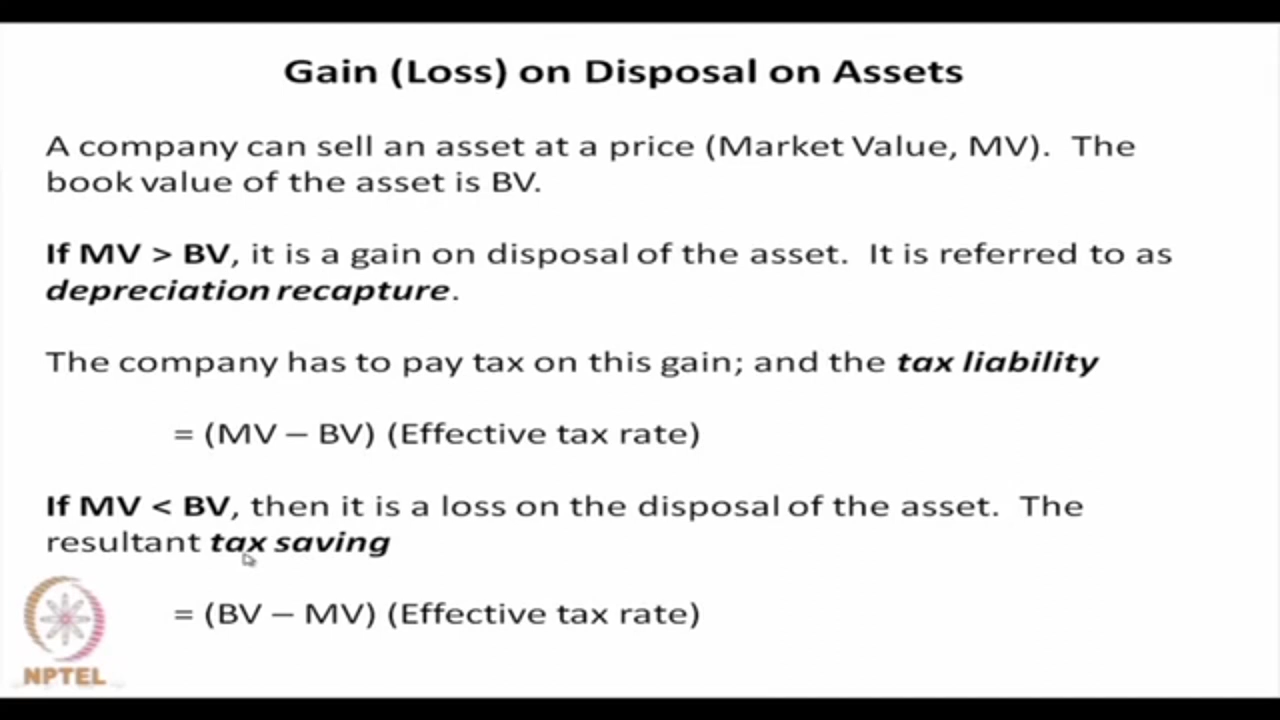 Gain (Loss) on Disposal on Assets
A company can sell an asset at a price (Market Value, MV). The
book value of the asset is BV.
If MV > BV, it is a gain on disposal of the asset. It is referred to as
depreciation recapture.
The company has to pay tax on this gain; and the tax liability
= (MV – BV) (Effective tax rate)
If MV < BV, then it is a loss on the disposal of the asset. The
resultant tax saving
= (BV – MV) (Effective tax rate)
NPTEL